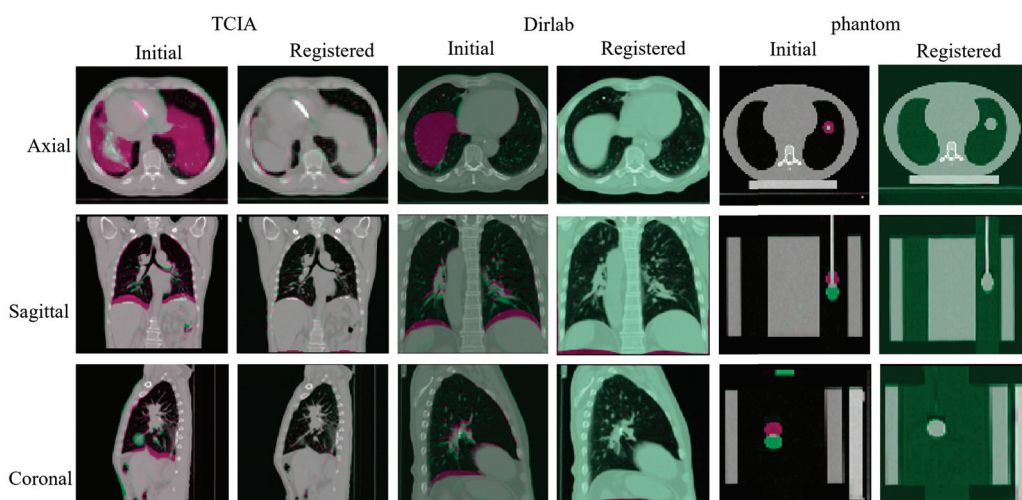 TCIA Dirlab phantom
Initial Registered Initial Registered Initial Registered
Axial
Sagittal
Coronal